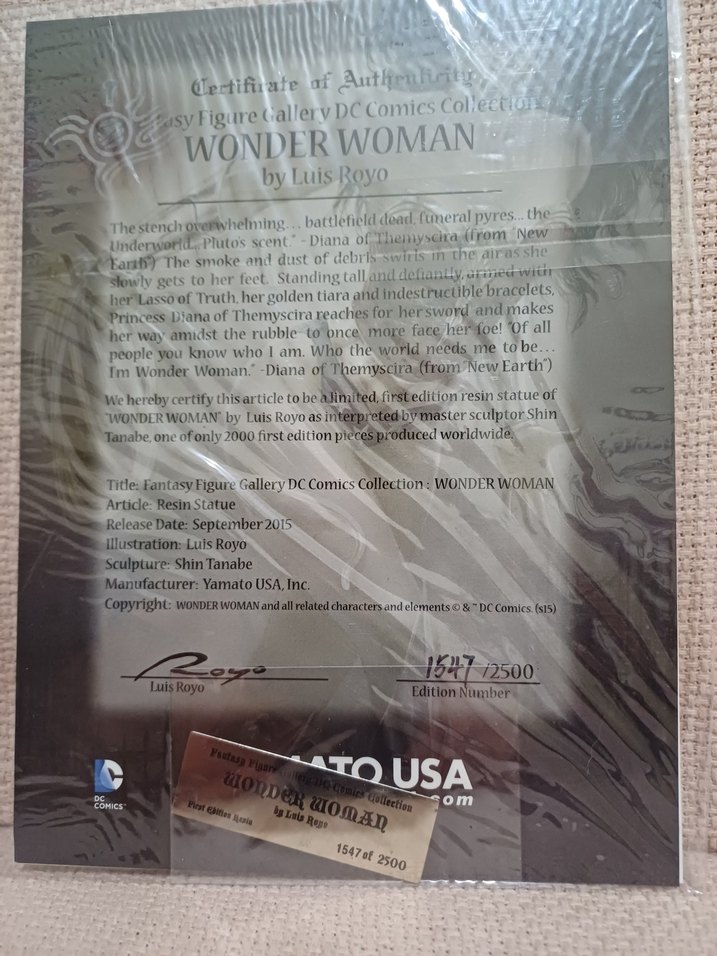 Certificate of Authenticity
Fantasy Figure Gallery DC Comics Collection
WONDER WOMAN
by Luis Royo
The stench overwhelming... battlefield dead, funeral pyres... the
Underworld... Pluto's scent." -Diana of Themyscira (from "New
Earth") The smoke and dust of debris swirls in the air as she
slowly gets to her feet. Standing tall and defiantly, armed with
her Lasso of Truth, her golden tiara and indestructible bracelets,
Princess Diana of Themyscira reaches for her sword and makes
her way amidst the rubble to once more face her foe! "Of all
people you know who I am. Who the world needs me to be...
I'm Wonder Woman." -Diana of Themyscira (from "New Earth")
We hereby certify this article to be a limited, first edition resin statue of
"WONDER WOMAN" by Luis Royo as interpreted by master sculptor Shin
Tanabe, one of only 2000 first edition pieces produced worldwide.
Title: Fantasy Figure Gallery DC Comics Collection : WONDER WOMAN
Article: Resin Statue
Release Date: September 2015
Illustration: Luis Royo
Sculpture: Shin Tanabe
Manufacturer: Yamato USA, Inc.
Copyright: WONDER WOMAN and all related characters and elements © & ™ DC Comics. (s15)
Royo
Luis Royo
1547 /2500
Edition Number
DC
COMICS™
MATO USA
com
Fantasy Figure Gallery DC Comics Collection
WONDER WOMAN
by Luis Royo
First Edition Resin
1547 of 2500